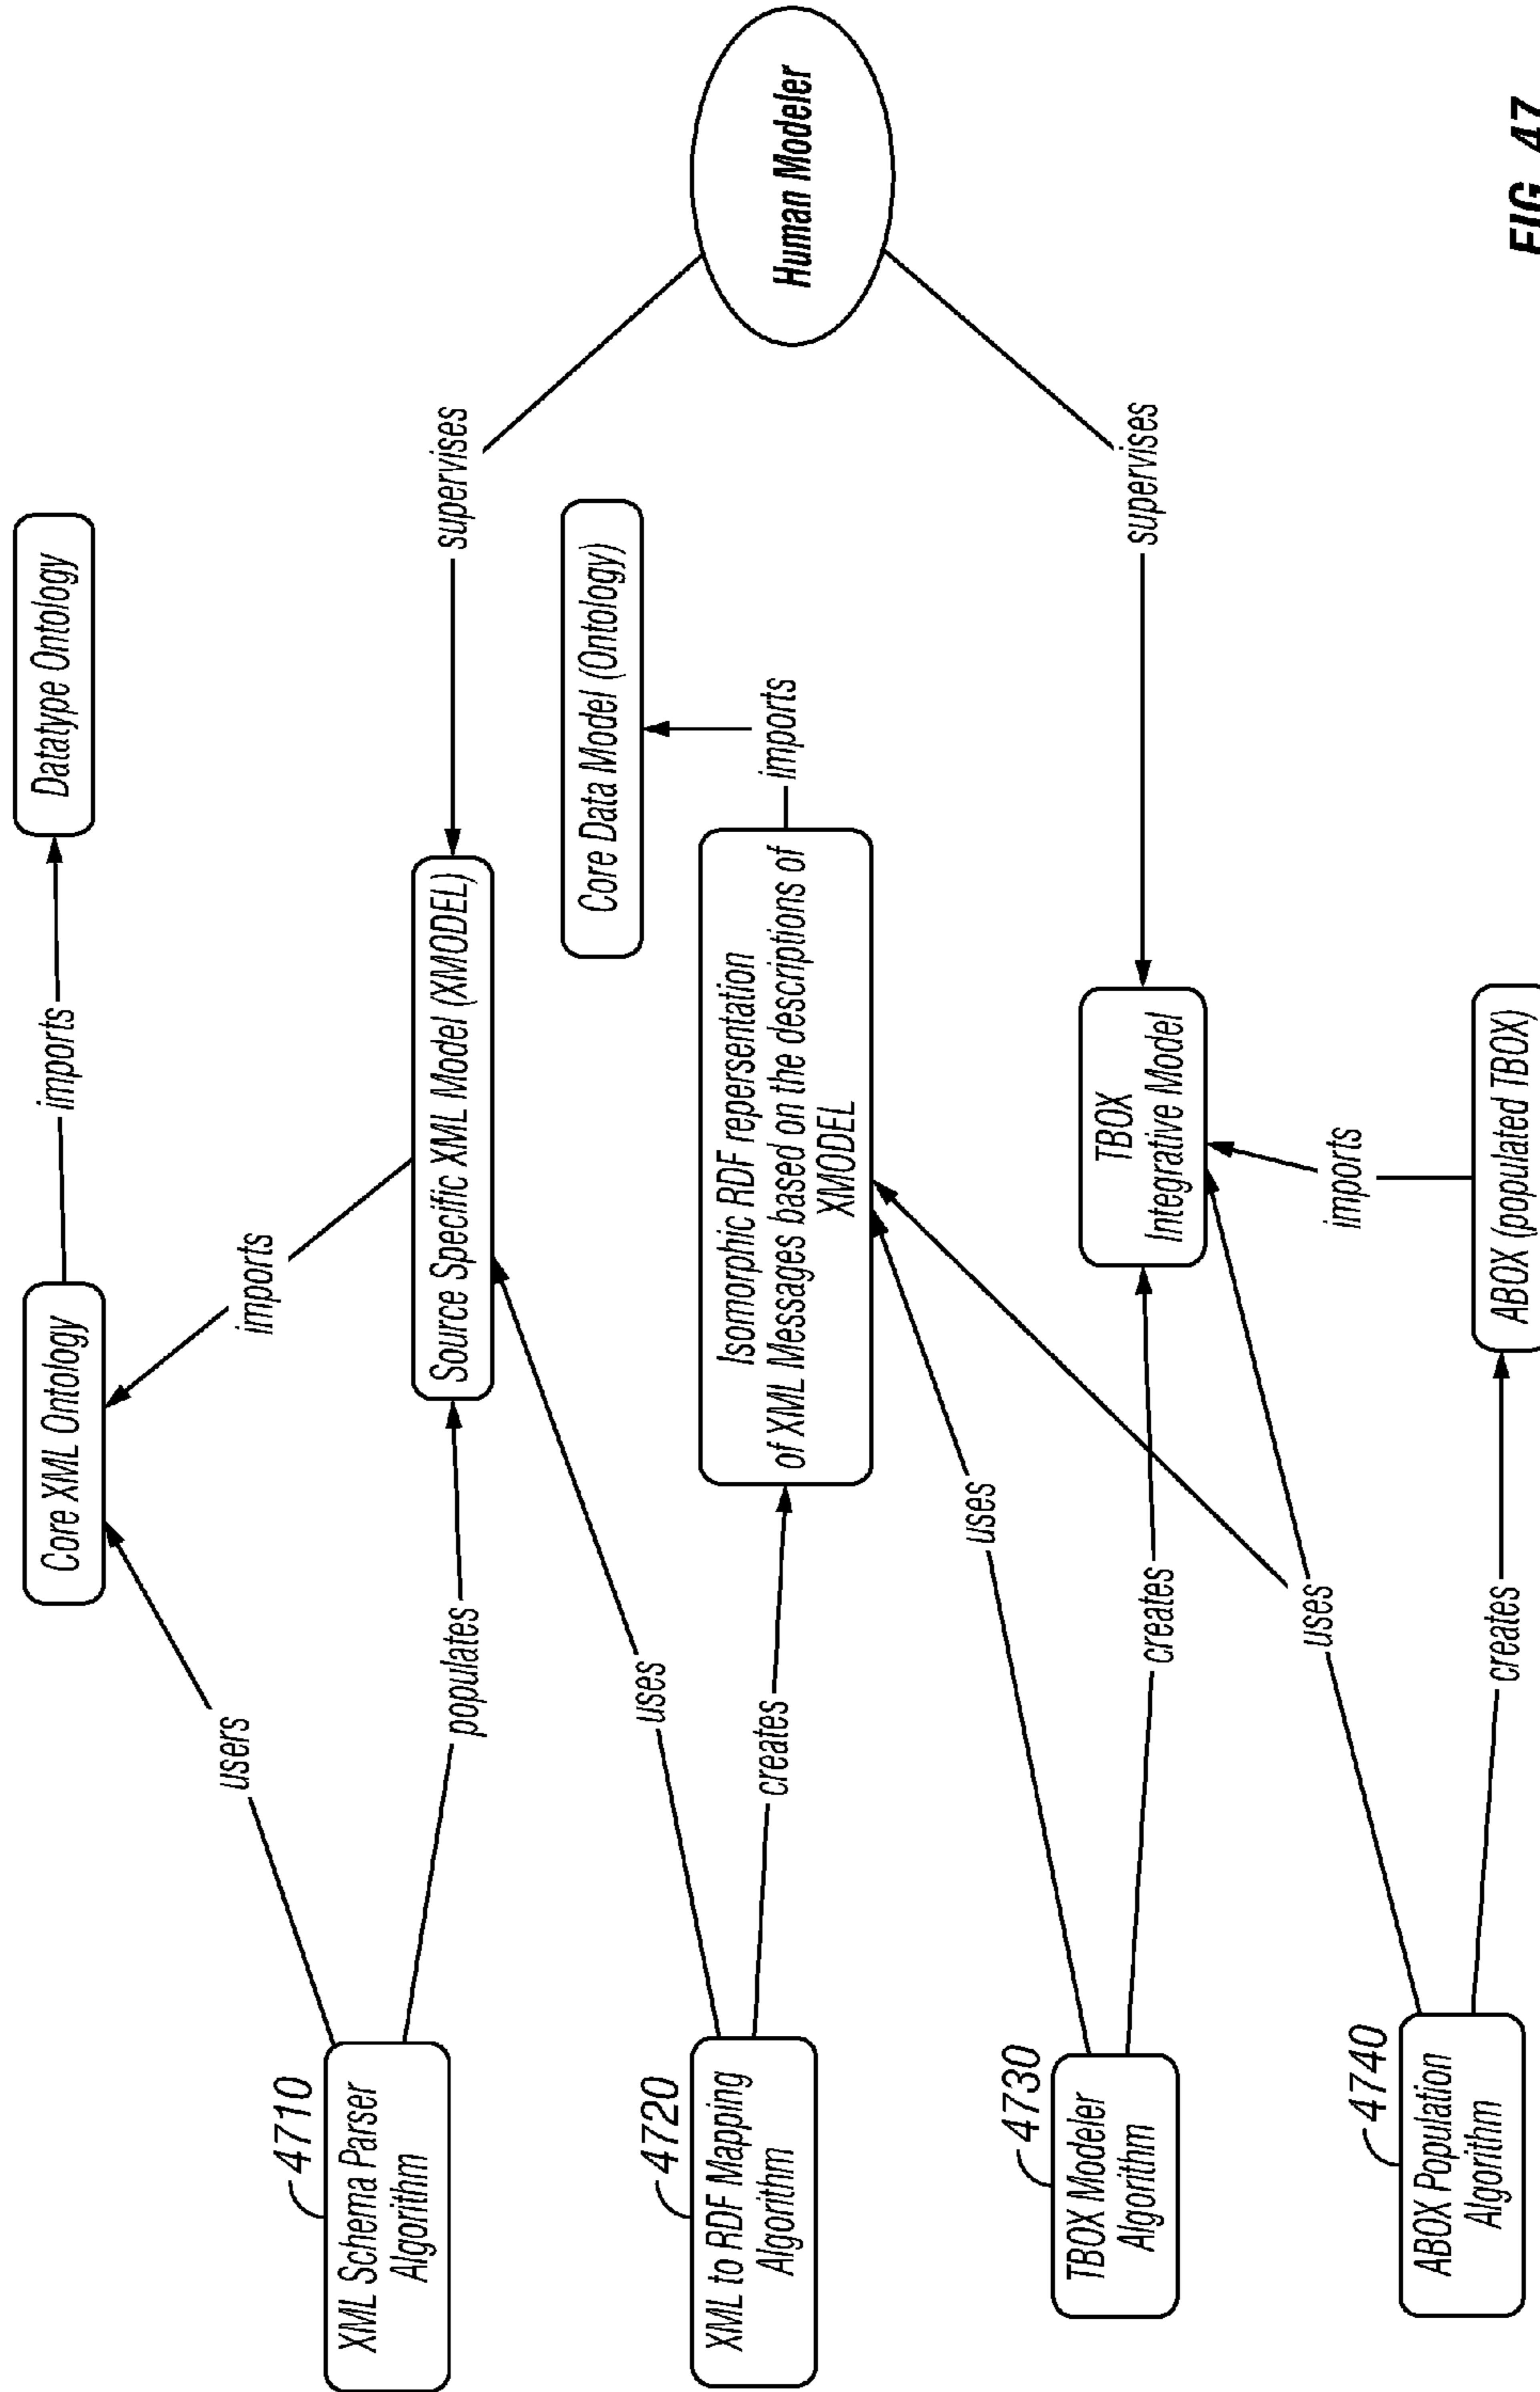 Core XML Ontology
imports
Datatype Ontology
4710
XML Schema Parser
Algorithm
users
imports
populates
Source Specific XML Model (XMODEL)
supervises
Core Data Model (Ontology)
4720
XML to RDF Mapping
Algorithm
uses
creates
Isomorphic RDF repersentation
of XML Messages based on the descriptions of
XMODEL
imports
Human Modeler
4730
TBOX Modeler
Algorithm
uses
creates
TBOX
Integrative Model
supervises
4740
ABOX Population
Algorithm
uses
creates
imports
ABOX (populated TBOX)
FIG. 47